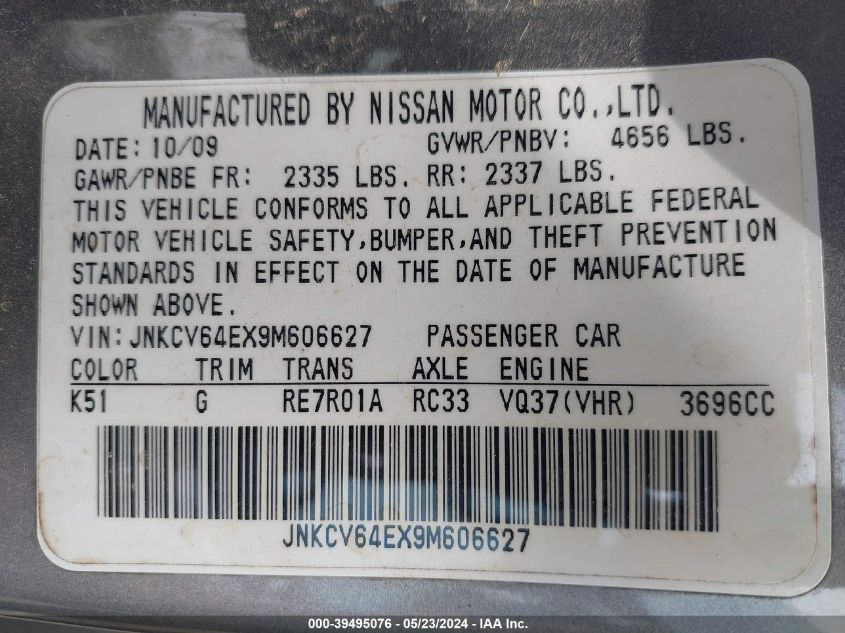 MANUFACTURED BY NISSAN MOTOR CO.,LTD.
DATE: 10/09 GVWR/PNBV: 4656 LBS.
GAWR/PNBE FR: 2335 LBS. RR: 2337 LBS.
THIS VEHICLE CONFORMS TO ALL APPLICABLE FEDERAL
MOTOR VEHICLE SAFETY,BUMPER,AND THEFT PREVENTION
STANDARDS IN EFFECT ON THE DATE OF MANUFACTURE
SHOWN ABOVE.
VIN: JNKCV64EX9M606627 PASSENGER CAR
COLOR TRIM TRANS AXLE ENGINE
K51 G RE7R01A RC33 VQ37(VHR) 3696CC
JNKCV64EX9M606627
000-39495076 - 05/23/2024 - IAA Inc.